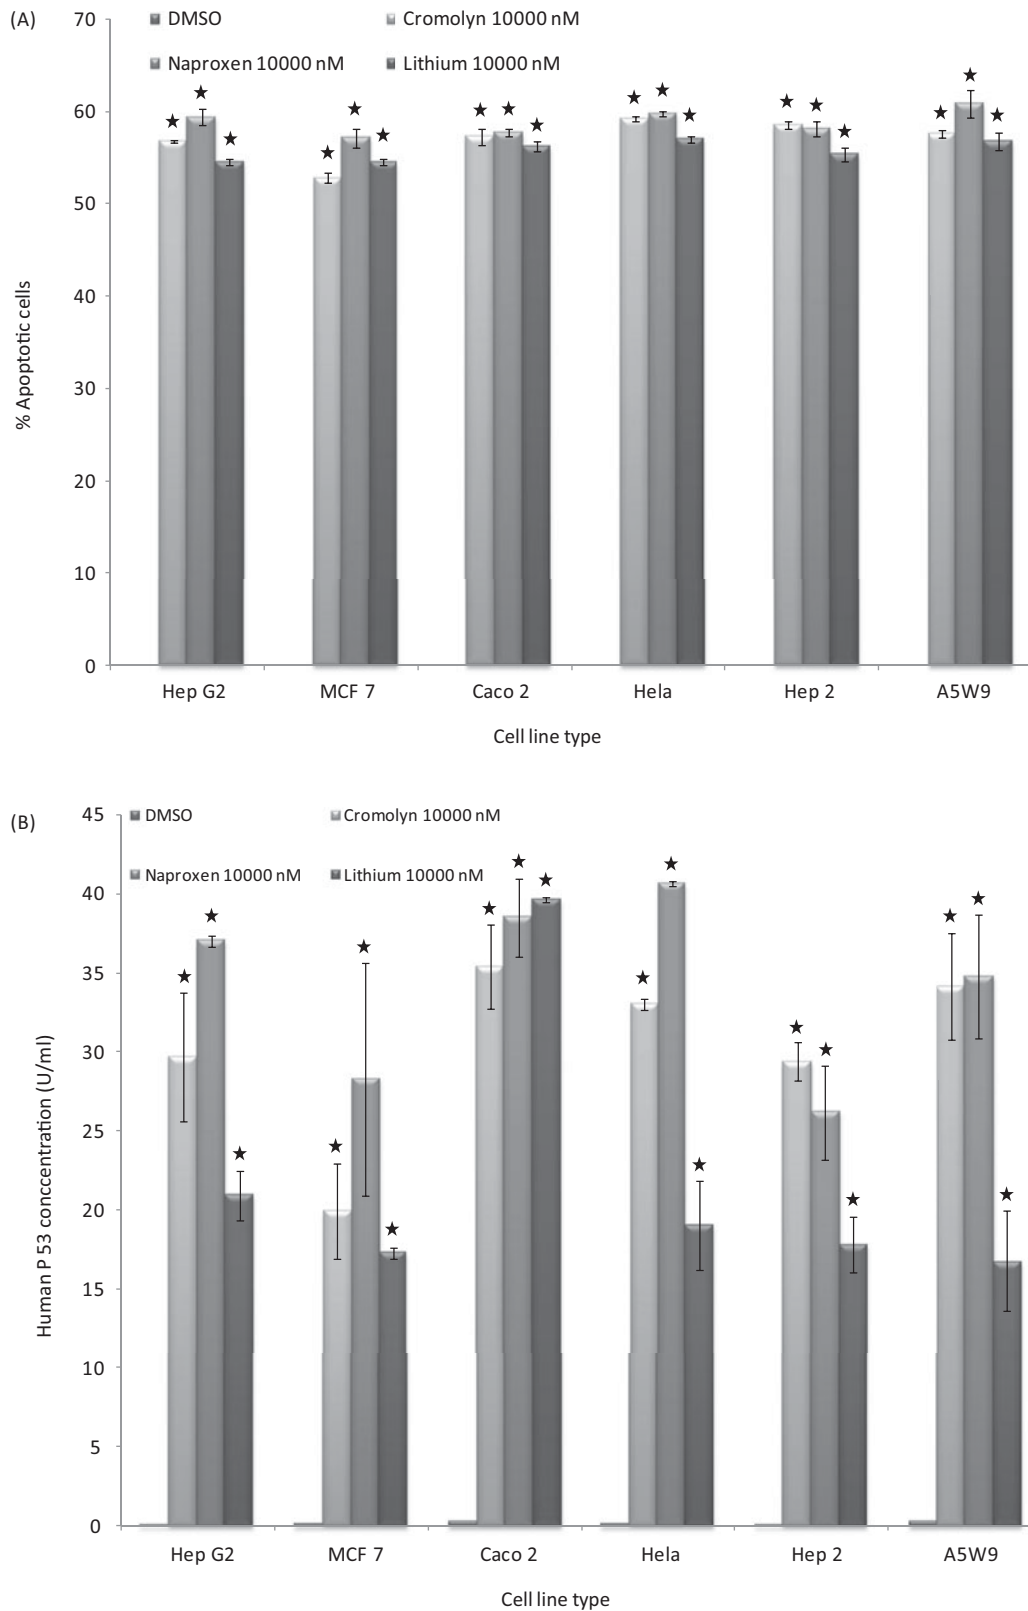 (A)
70
60
50
40
30
20
10
0
% Apoptotic cells
DMSO
Cromolyn 10000 nM
Naproxen 10000 nM
Lithium 10000 nM
Hep G2
MCF 7
Caco 2
Hela
Hep 2
A5W9
Cell line type
(B)
45
40
35
30
25
20
15
10
5
0
Human P 53 conccentration (U/ml)
DMSO
Cromolyn 10000 nM
Naproxen 10000 nM
Lithium 10000 nM
Hep G2
MCF 7
Caco 2
Hela
Hep 2
A5W9
Cell line type